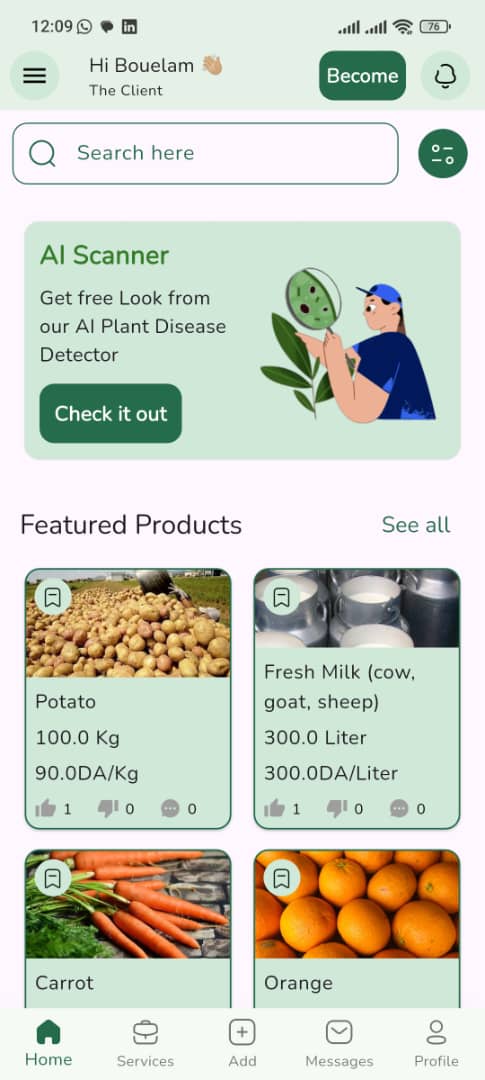 12:09
76
Hi Bouelam 👋🏼
The Client
Become
Search here
AI Scanner
Get free Look from
our AI Plant Disease
Detector
Check it out
Featured Products
See all
Potato
100.0 Kg
90.0DA/Kg
1 0 0
Fresh Milk (cow,
goat, sheep)
300.0 Liter
300.0DA/Liter
1 0 0
Carrot
Orange
Home
Services
Add
Messages
Profile